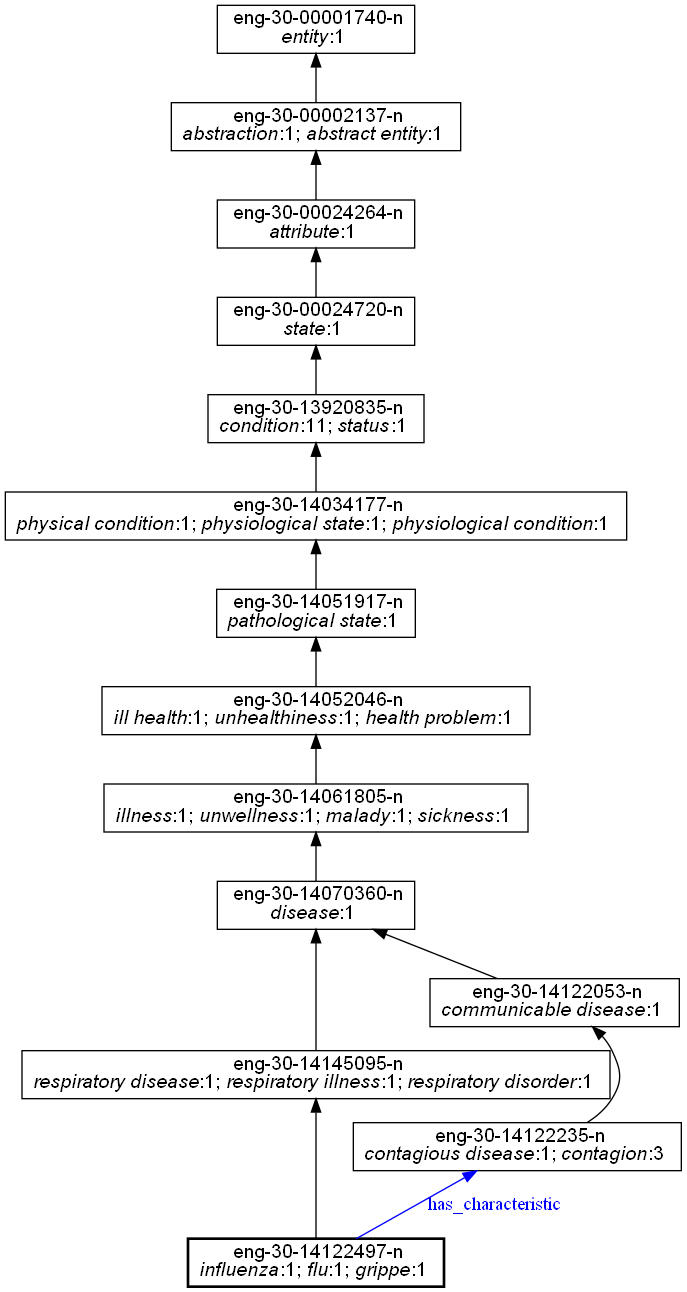 eng-30-00001740-n
entity:1
eng-30-00002137-n
abstraction:1; abstract entity:1
eng-30-00024264-n
attribute:1
eng-30-00024720-n
state:1
eng-30-13920835-n
condition:11; status:1
eng-30-14034177-n
physical condition:1; physiological state:1; physiological condition:1
eng-30-14051917-n
pathological state:1
eng-30-14052046-n
ill health:1; unhealthiness:1; health problem:1
eng-30-14061805-n
illness:1; unwellness:1; malady:1; sickness:1
eng-30-14070360-n
disease:1
eng-30-14122053-n
communicable disease:1
eng-30-14145095-n
respiratory disease:1; respiratory illness:1; respiratory disorder:1
eng-30-14122235-n
contagious disease:1; contagion:3
has_characteristic
eng-30-14122497-n
influenza:1; flu:1; grippe:1